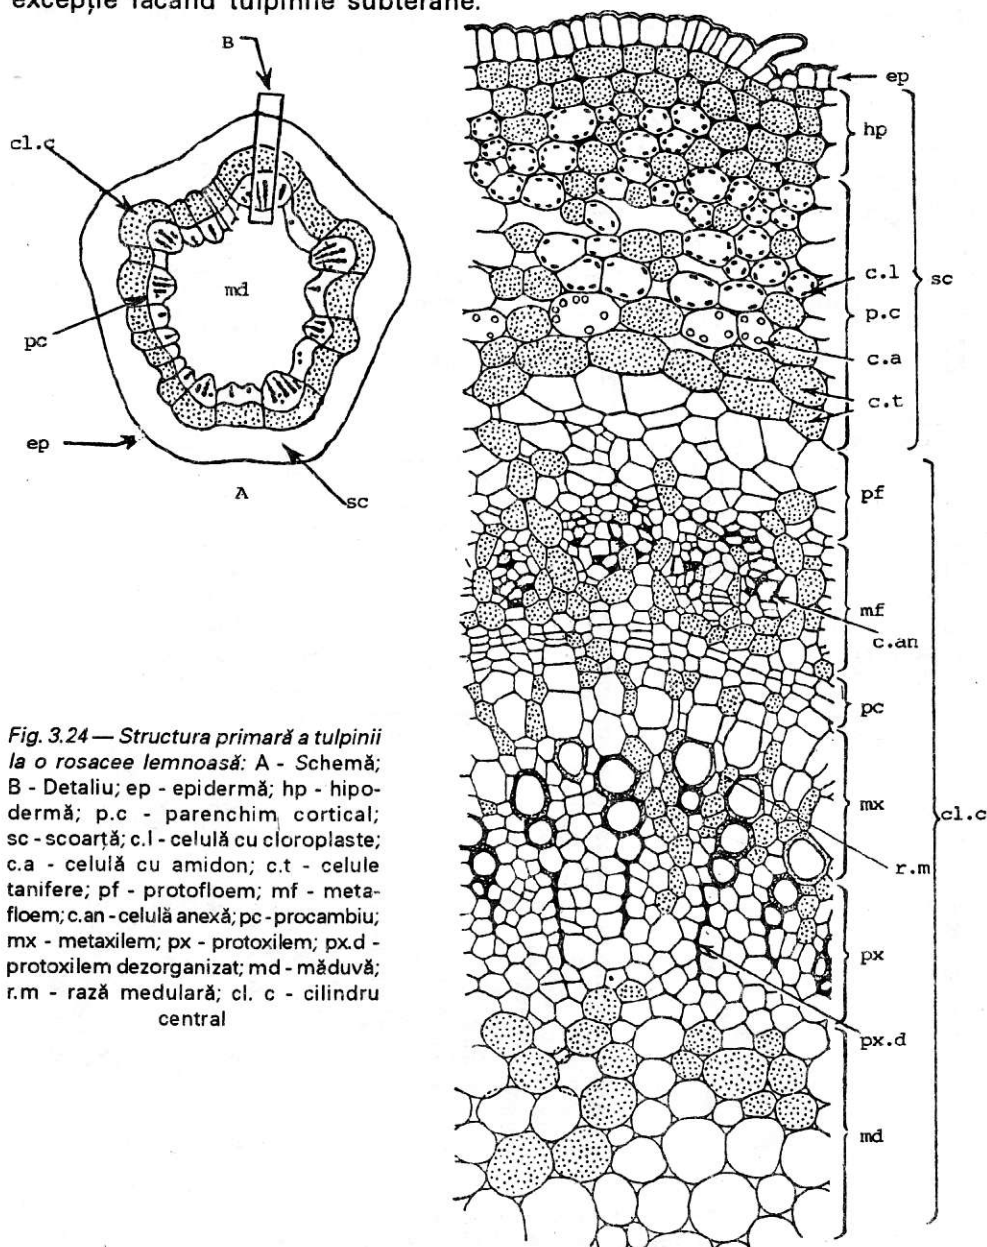 excepție făcând tulpinile subterane.
B
cl.c
md
pc
ep
A
sc
ep
hp
sc
c.l
p.c
c.a
c.t
pf
mf
c.an
pc
mx
cl.c
r.m
px
px.d
md
Fig. 3.24 — Structura primară a tulpinii
la o rosacee lemnoasă: A - Schemă;
B - Detaliu; ep - epidermă; hp - hipo-
dermă; p.c - parenchim cortical;
sc - scoarță; c.l - celulă cu cloroplaste;
c.a - celulă cu amidon; c.t - celule
tanifere; pf - protofloem; mf - meta-
floem; c.an - celulă anexă; pc - procambiu;
mx - metaxilem; px - protoxilem; px.d -
protoxilem dezorganizat; md - măduvă;
r.m - rază medulară; cl. c - cilindru
central